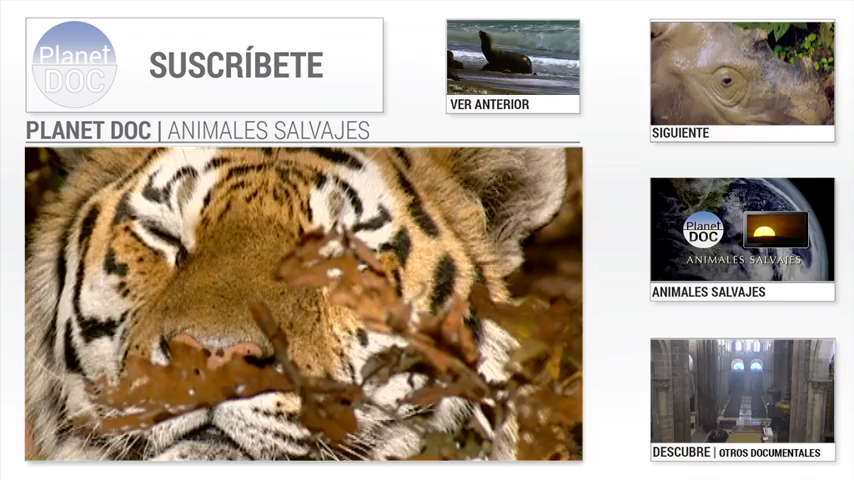 Planet
DOC
SUSCRÍBETE
PLANET DOC | ANIMALES SALVAJES
VER ANTERIOR
SIGUIENTE
Planet
DOC
ANIMALES SALVAJES
ANIMALES SALVAJES
DESCUBRE | OTROS DOCUMENTALES